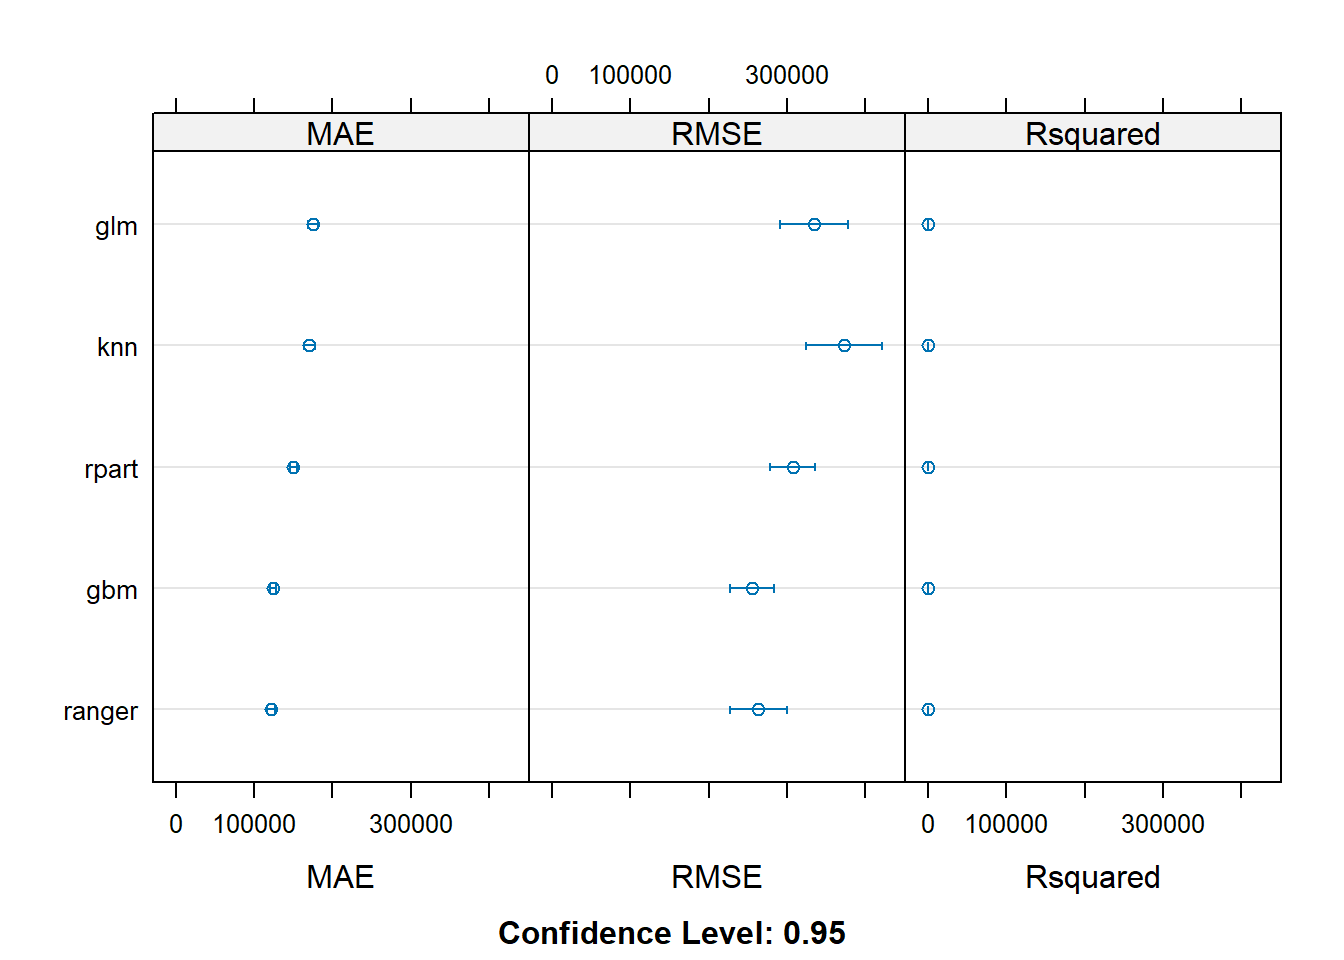 0 100000 300000
MAE RMSE Rsquared
glm
knn
rpart
gbm
ranger
0 100000 300000 0 100000 300000
MAE RMSE Rsquared
Confidence Level: 0.95